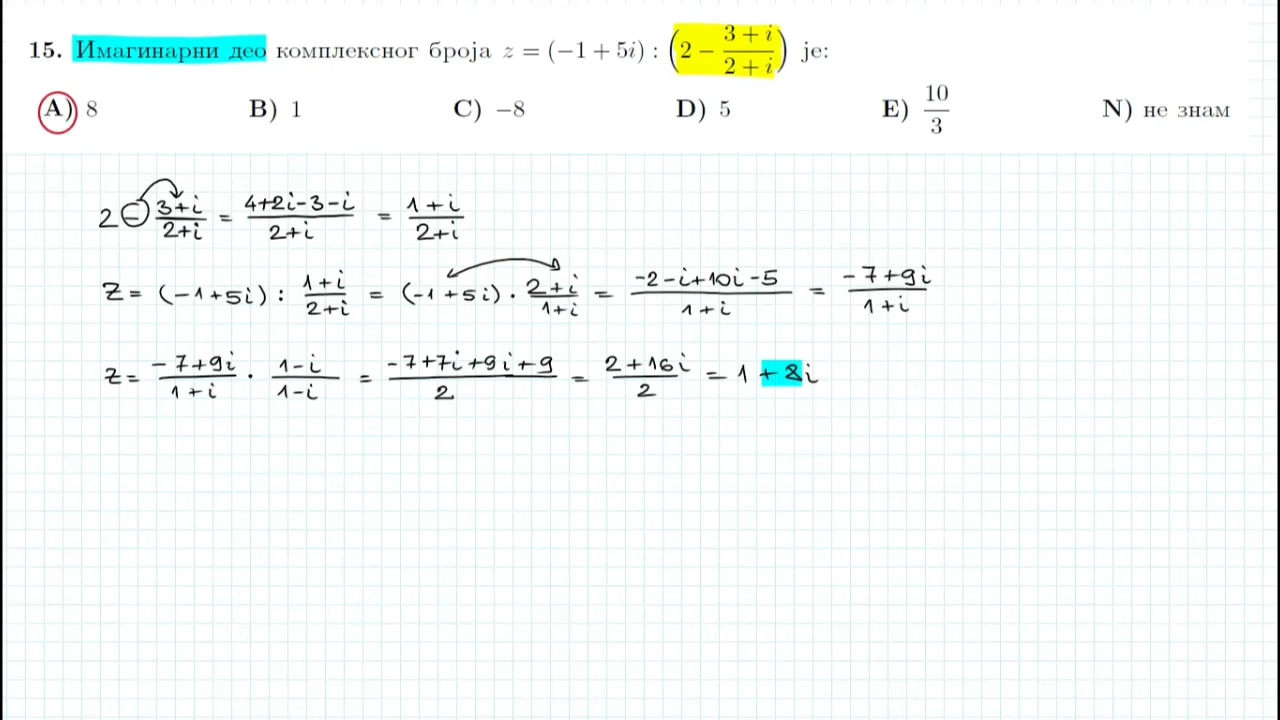 15. Имагинарни део комплексног броја z = (−1 + 5i) : (2 − (3 + i)/(2 + i)) је:
A) 8 B) 1 C) −8 D) 5 E) 10/3 N) не знам
2 − (3+i)/(2+i) = (4+2i−3−i)/(2+i) = (1+i)/(2+i)
z = (−1+5i) : (1+i)/(2+i) = (−1+5i) · (2+i)/(1+i) = (−2−i+10i−5)/(1+i) = (−7+9i)/(1+i)
z = (−7+9i)/(1+i) · (1−i)/(1−i) = (−7+7i+9i+9)/2 = (2+16i)/2 = 1 + 8i